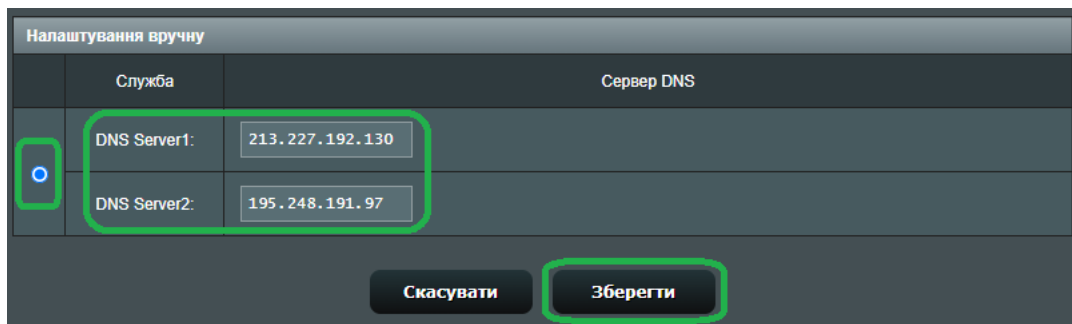 Налаштування вручну
Служба Сервер DNS
DNS Server1: 213.227.192.130
DNS Server2: 195.248.191.97
Скасувати Зберегти